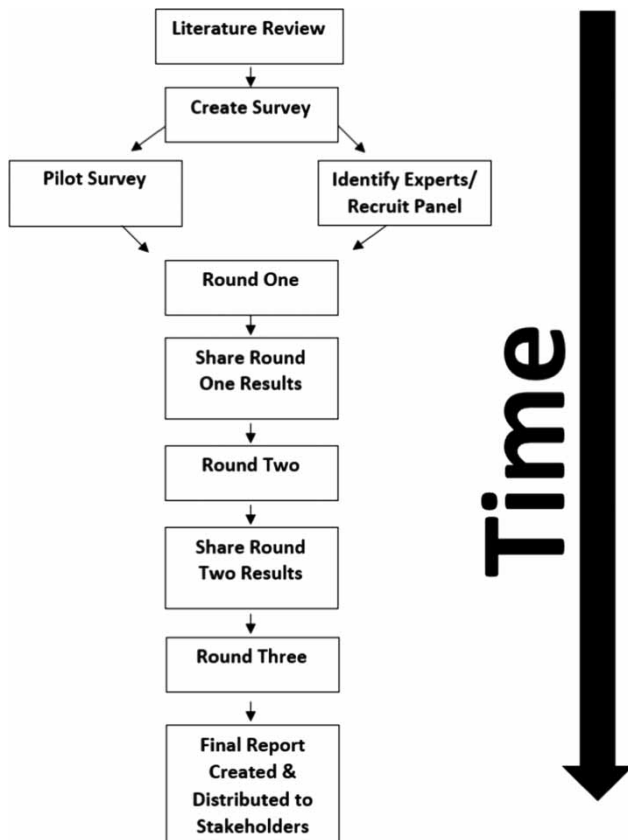 Literature Review
Create Survey
Pilot Survey
Identify Experts/
Recruit Panel
Round One
Share Round
One Results
Round Two
Share Round
Two Results
Round Three
Final Report
Created &
Distributed to
Stakeholders
Time